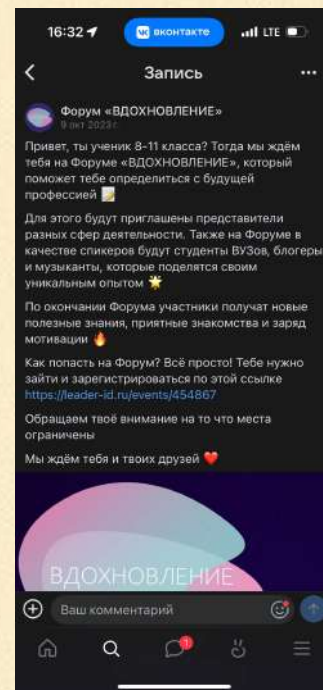 16:32
вконтакте
LTE
Запись
Форум «ВДОХНОВЛЕНИЕ»
9 окт 2023г.
Привет, ты ученик 8-11 класса? Тогда мы ждём
тебя на Форуме «ВДОХНОВЛЕНИЕ», который
поможет тебе определиться с будущей
профессией
Для этого будут приглашены представители
разных сфер деятельности. Также на Форуме в
качестве спикеров будут студенты ВУЗов, блогеры
и музыканты, которые поделятся своим
уникальным опытом
По окончании Форума участники получат новые
полезные знания, приятные знакомства и заряд
мотивации
Как попасть на Форум? Всё просто! Тебе нужно
зайти и зарегистрироваться по этой ссылке
https://leader-id.ru/events/454867
Обращаем твоё внимание на то что места
ограничены
Мы ждём тебя и твоих друзей
ВДОХНОВЛЕНИЕ
Ваш комментарий
1